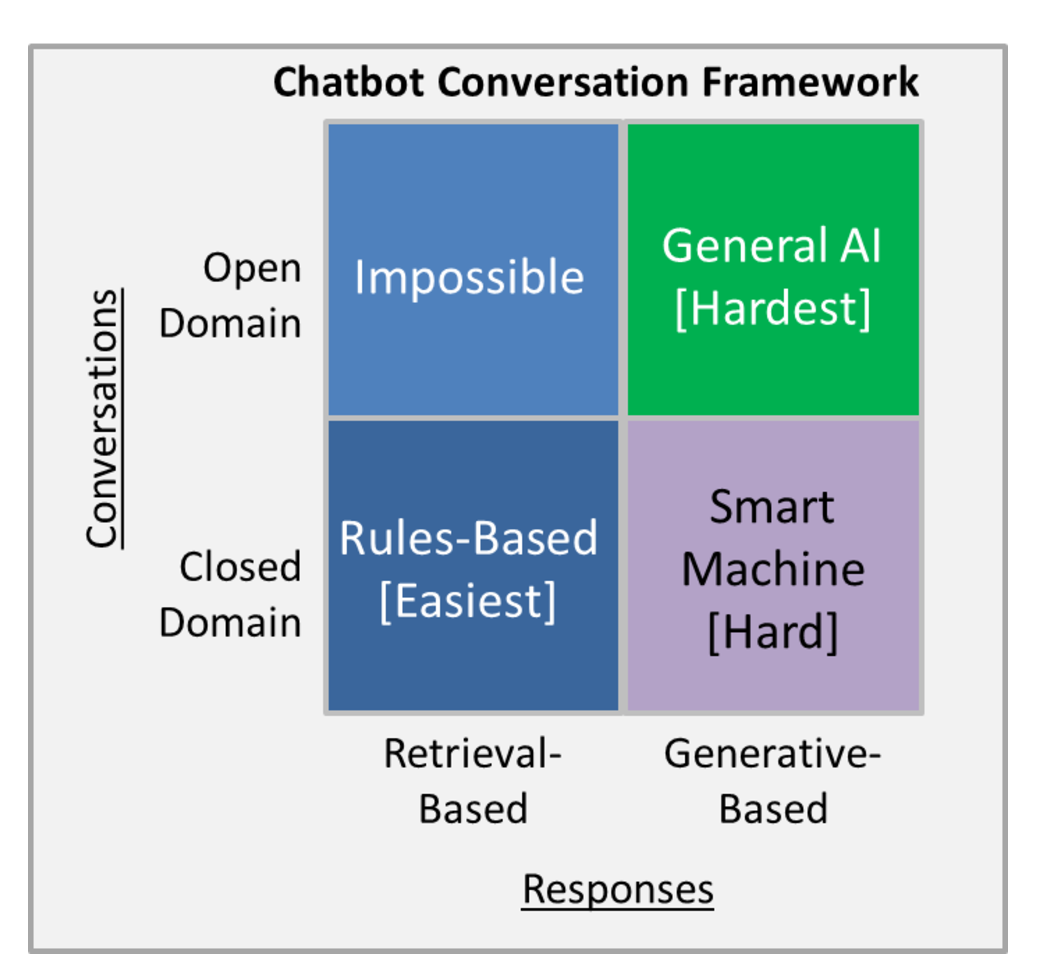 Chatbot Conversation Framework
Conversations
Open
Domain
Impossible
General AI
[Hardest]
Closed
Domain
Rules-Based
[Easiest]
Smart
Machine
[Hard]
Retrieval-
Based
Generative-
Based
Responses